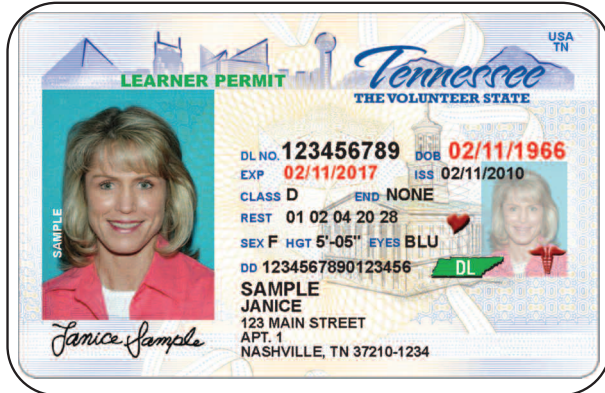 USA
TN
LEARNER PERMIT
Tennessee
THE VOLUNTEER STATE
DL NO. 123456789 DOB 02/11/1966
EXP 02/11/2017 ISS 02/11/2010
CLASS D END NONE
REST 01 02 04 20 28
SEX F HGT 5'-05" EYES BLU
DD 1234567890123456
DL
SAMPLE
JANICE
123 MAIN STREET
APT. 1
NASHVILLE, TN 37210-1234
SAMPLE
Janice Sample